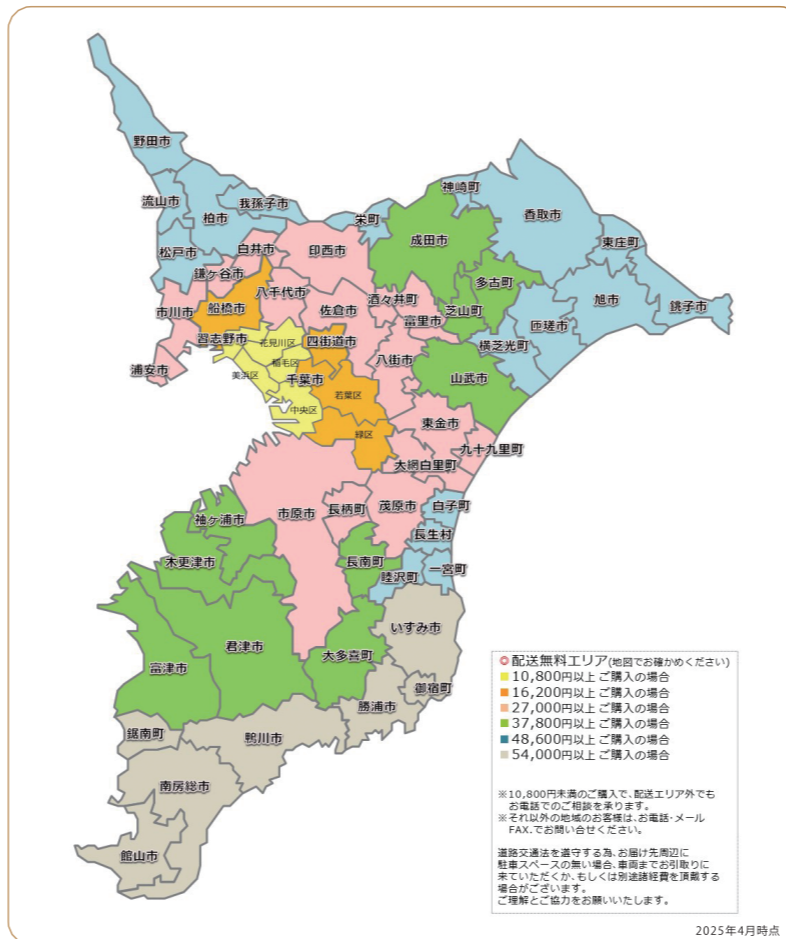 野田市
流山市
柏市
我孫子市
松戸市
白井市
鎌ヶ谷市
印西市
栄町
神崎町
香取市
成田市
東庄町
多古町
旭市
銚子市
市川市
船橋市
八千代市
佐倉市
酒々井町
富里市
芝山町
匝瑳市
横芝光町
習志野市
花見川区
四街道市
八街市
浦安市
美浜区
稲毛区
千葉市
若葉区
山武市
中央区
緑区
東金市
九十九里町
大網白里町
市原市
長柄町
茂原市
白子町
袖ヶ浦市
長生村
木更津市
長南町
睦沢町
一宮町
いすみ市
君津市
富津市
大多喜町
御宿町
勝浦市
鋸南町
鴨川市
南房総市
館山市
配送無料エリア(地図でお確かめください)
10,800円以上 ご購入の場合
16,200円以上 ご購入の場合
27,000円以上 ご購入の場合
37,800円以上 ご購入の場合
48,600円以上 ご購入の場合
54,000円以上 ご購入の場合
※10,800円未満のご購入で、配送エリア外でも
お電話でのご相談を承ります。
※それ以外の地域のお客様は、お電話・メール
FAX.でお問い合せください。
道路交通法を遵守する為、お届け先周辺に
駐車スペースの無い場合、車両までお引取りに
来ていただくか、もしくは別途諸経費を頂戴する
場合がございます。
ご理解とご協力をお願いいたします。
2025年4月時点